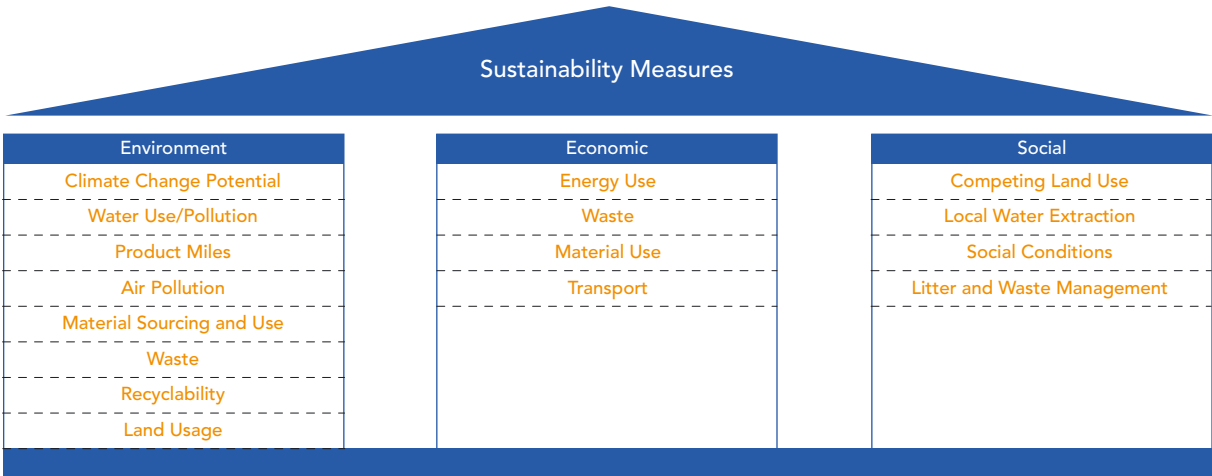 Sustainability Measures
Environment
Climate Change Potential
Water Use/Pollution
Product Miles
Air Pollution
Material Sourcing and Use
Waste
Recyclability
Land Usage
Economic
Energy Use
Waste
Material Use
Transport
Social
Competing Land Use
Local Water Extraction
Social Conditions
Litter and Waste Management